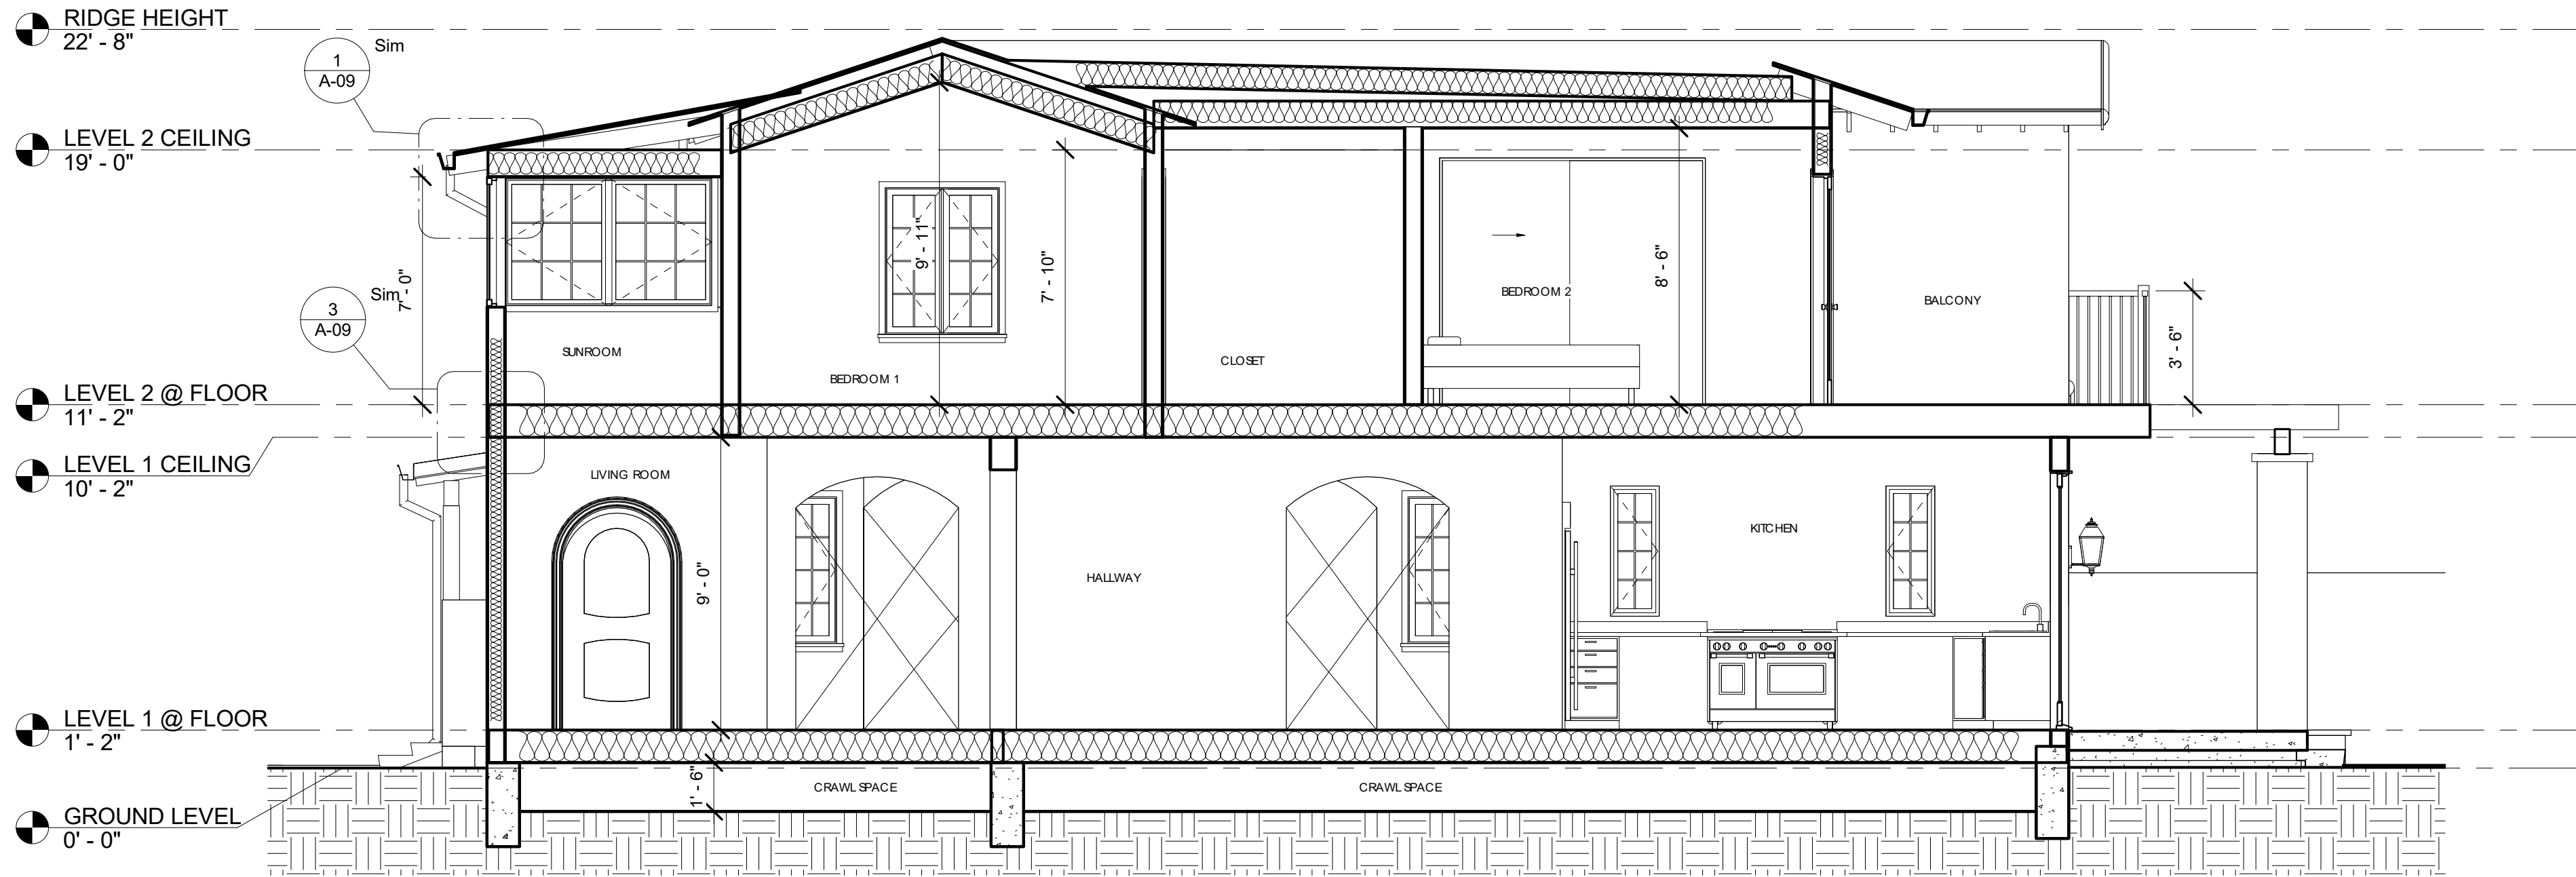 RIDGE HEIGHT
22' - 8"
1
A-09
Sim
LEVEL 2 CEILING
19' - 0"
7' - 0"
9' - 11"
7' - 10"
8' - 6"
3' - 6"
3
A-09
Sim
SUNROOM
BEDROOM 1
CLOSET
BEDROOM 2
BALCONY
LEVEL 2 @ FLOOR
11' - 2"
LEVEL 1 CEILING
10' - 2"
LIVING ROOM
KITCHEN
HALLWAY
9' - 0"
LEVEL 1 @ FLOOR
1' - 2"
1' - 6"
CRAWL SPACE
CRAWL SPACE
GROUND LEVEL
0' - 0"